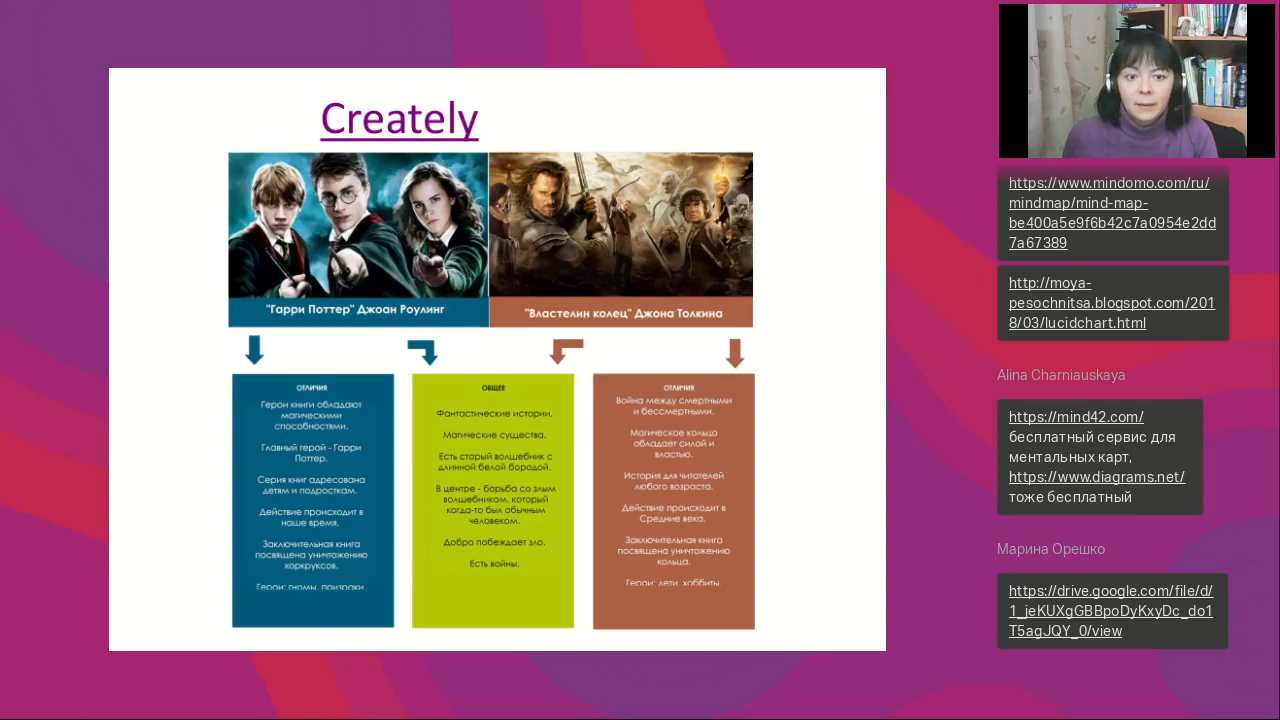 Creately
"Гарри Поттер" Джоан Роулинг
"Властелин колец" Джона Толкина
ОТЛИЧИЯ
Герои книги обладают
магическими
способностями.
Главный герой - Гарри
Поттер.
Серия книг адресована
детям и подросткам.
Действие происходит в
наше время.
Заключительная книга
посвящена уничтожению
хоркруксов.
Герои: гномы, призраки,
ОБЩЕЕ
Фантастические истории.
Магические существа.
Есть старый волшебник с
длинной белой бородой.
В центре - борьба со злым
волшебником, который
когда-то был обычным
человеком.
Добро побеждает зло.
Есть войны.
ОТЛИЧИЯ
Война между смертными
и бессмертными.
Магическое кольцо
обладает силой и
властью.
История для читателей
любого возраста.
Действие происходит в
Средние века.
Заключительная книга
посвящена уничтожению
кольца.
Герои: дети, хоббиты,
https://www.mindomo.com/ru/
mindmap/mind-map-
be400a5e9f6b42c7a0954e2dd
7a67389
http://moya-
pesochnitsa.blogspot.com/201
8/03/lucidchart.html
Alina Charniauskaya
https://mind42.com/
бесплатный сервис для
ментальных карт,
https://www.diagrams.net/
тоже бесплатный
Марина Орешко
https://drive.google.com/file/d/
1_jeKUXgGBBpoDyKxyDc_do1
T5agJQY_0/view